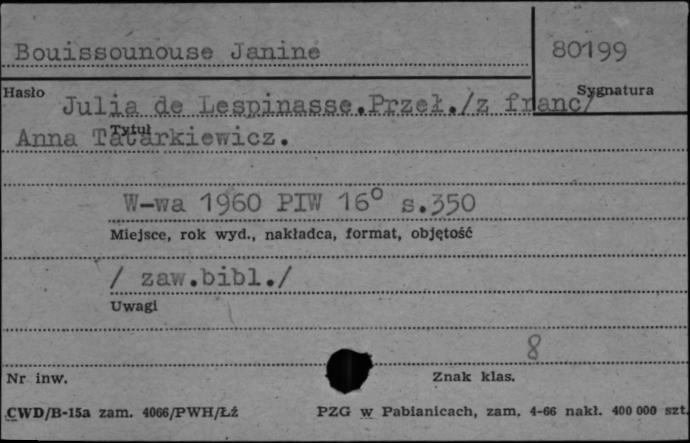 Bouissounouse Janine 80199
Hasło Sygnatura
Julia de Lespinasse.Przeł./z franc/
Tytuł
Anna Tatarkiewicz.
W-wa 1960 PIW 16° s.350
Miejsce, rok wyd., nakładca, format, objętość
/ zaw.bibl./
Uwagi
8
Nr inw. Znak klas.
CWD/B-15a zam. 4066/PWH/Łź PZG w Pabianicach, zam. 4-66 nakł. 400 000 szt.